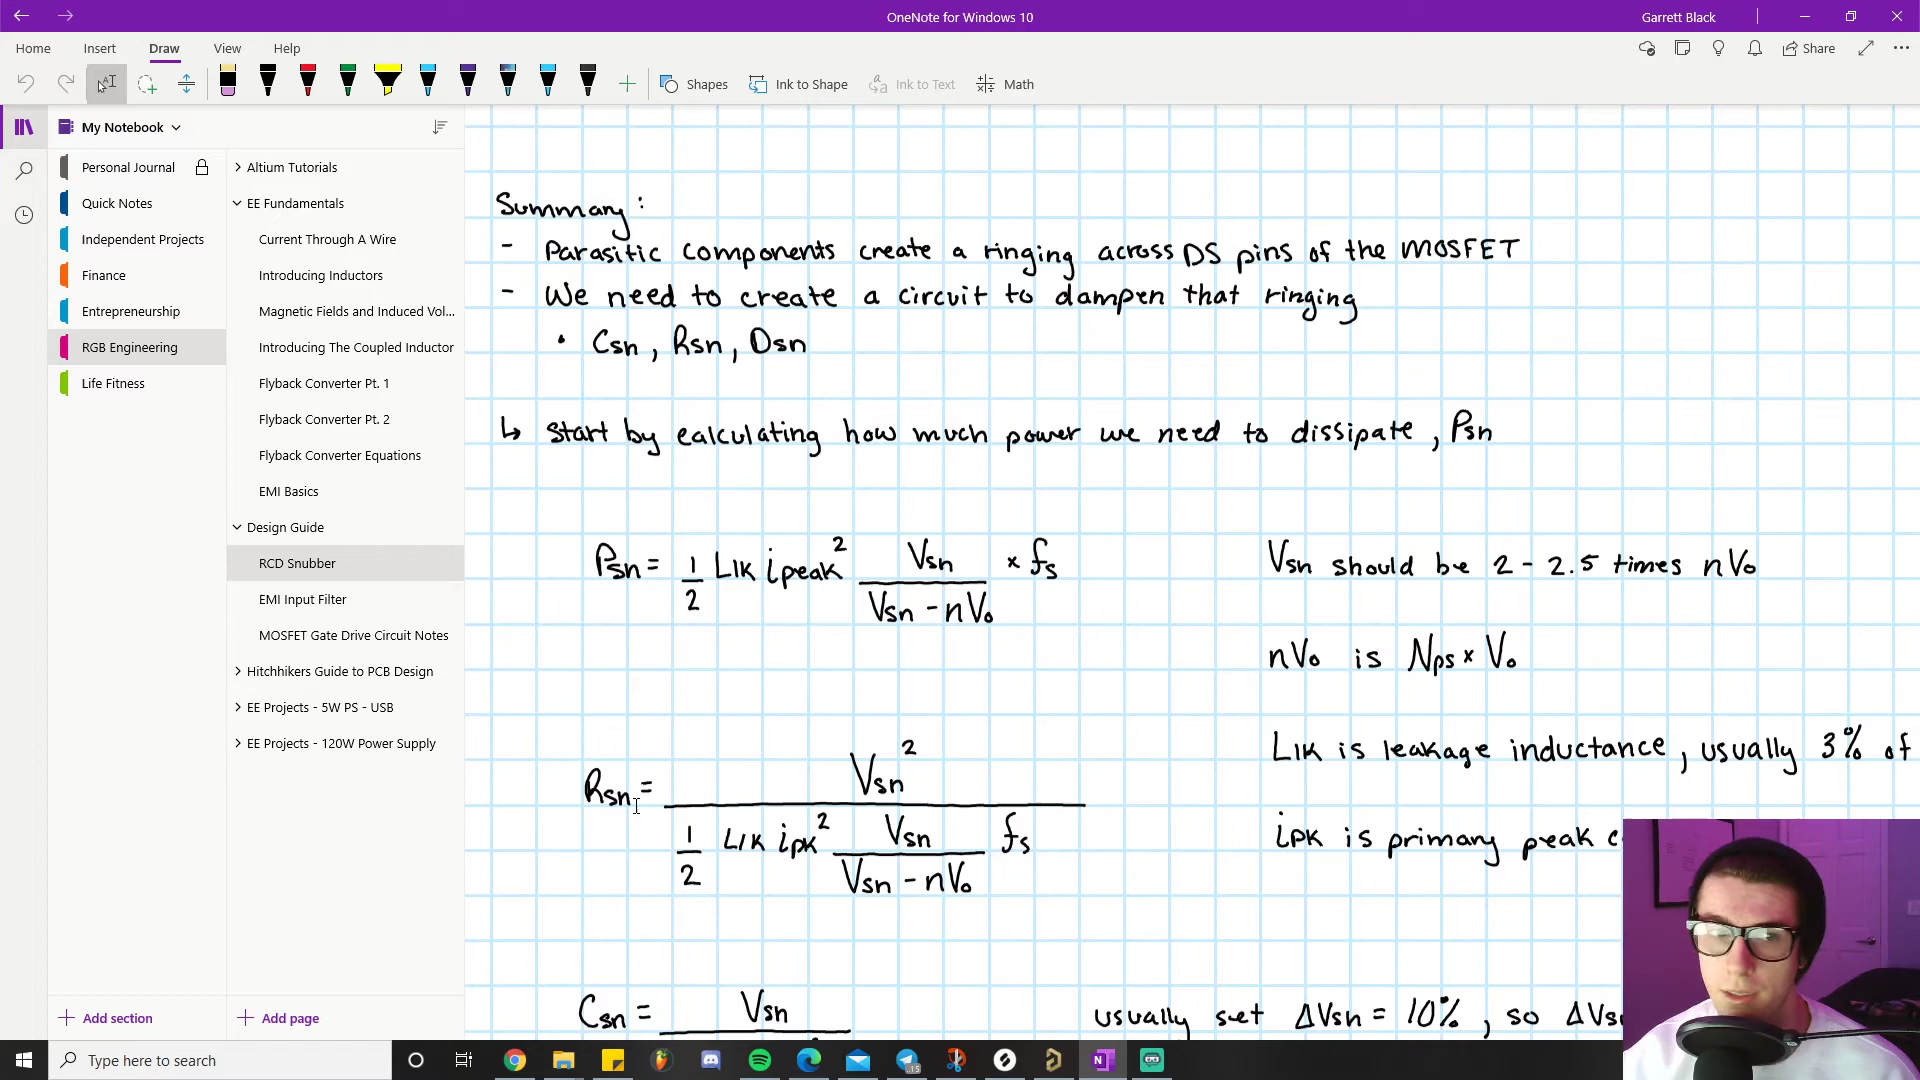 OneNote for Windows 10
Garrett Black
Home Insert Draw View Help
Share
Shapes Ink to Shape Ink to Text Math
My Notebook
Personal Journal
Quick Notes
Independent Projects
Finance
Entrepreneurship
RGB Engineering
Life Fitness
Add section
Altium Tutorials
EE Fundamentals
Current Through A Wire
Introducing Inductors
Magnetic Fields and Induced Vol...
Introducing The Coupled Inductor
Flyback Converter Pt. 1
Flyback Converter Pt. 2
Flyback Converter Equations
EMI Basics
Design Guide
RCD Snubber
EMI Input Filter
MOSFET Gate Drive Circuit Notes
Hitchhikers Guide to PCB Design
EE Projects - 5W PS - USB
EE Projects - 120W Power Supply
Add page
Summary:
- Parasitic components create a ringing across DS pins of the MOSFET
- We need to create a circuit to dampen that ringing
• Csn, Rsn, Dsn
↳ start by calculating how much power we need to dissipate, Psn
Psn = 1/2 Llk ipeak² Vsn/(Vsn - nVo) × fs
Vsn should be 2 - 2.5 times nVo
nVo is Nps × Vo
Llk is leakage inductance, usually 3% of
Rsn = Vsn² / (1/2 Llk ipk² Vsn/(Vsn - nVo) fs)
ipk is primary peak
Csn = Vsn
usually set ΔVsn = 10%, so
Type here to search